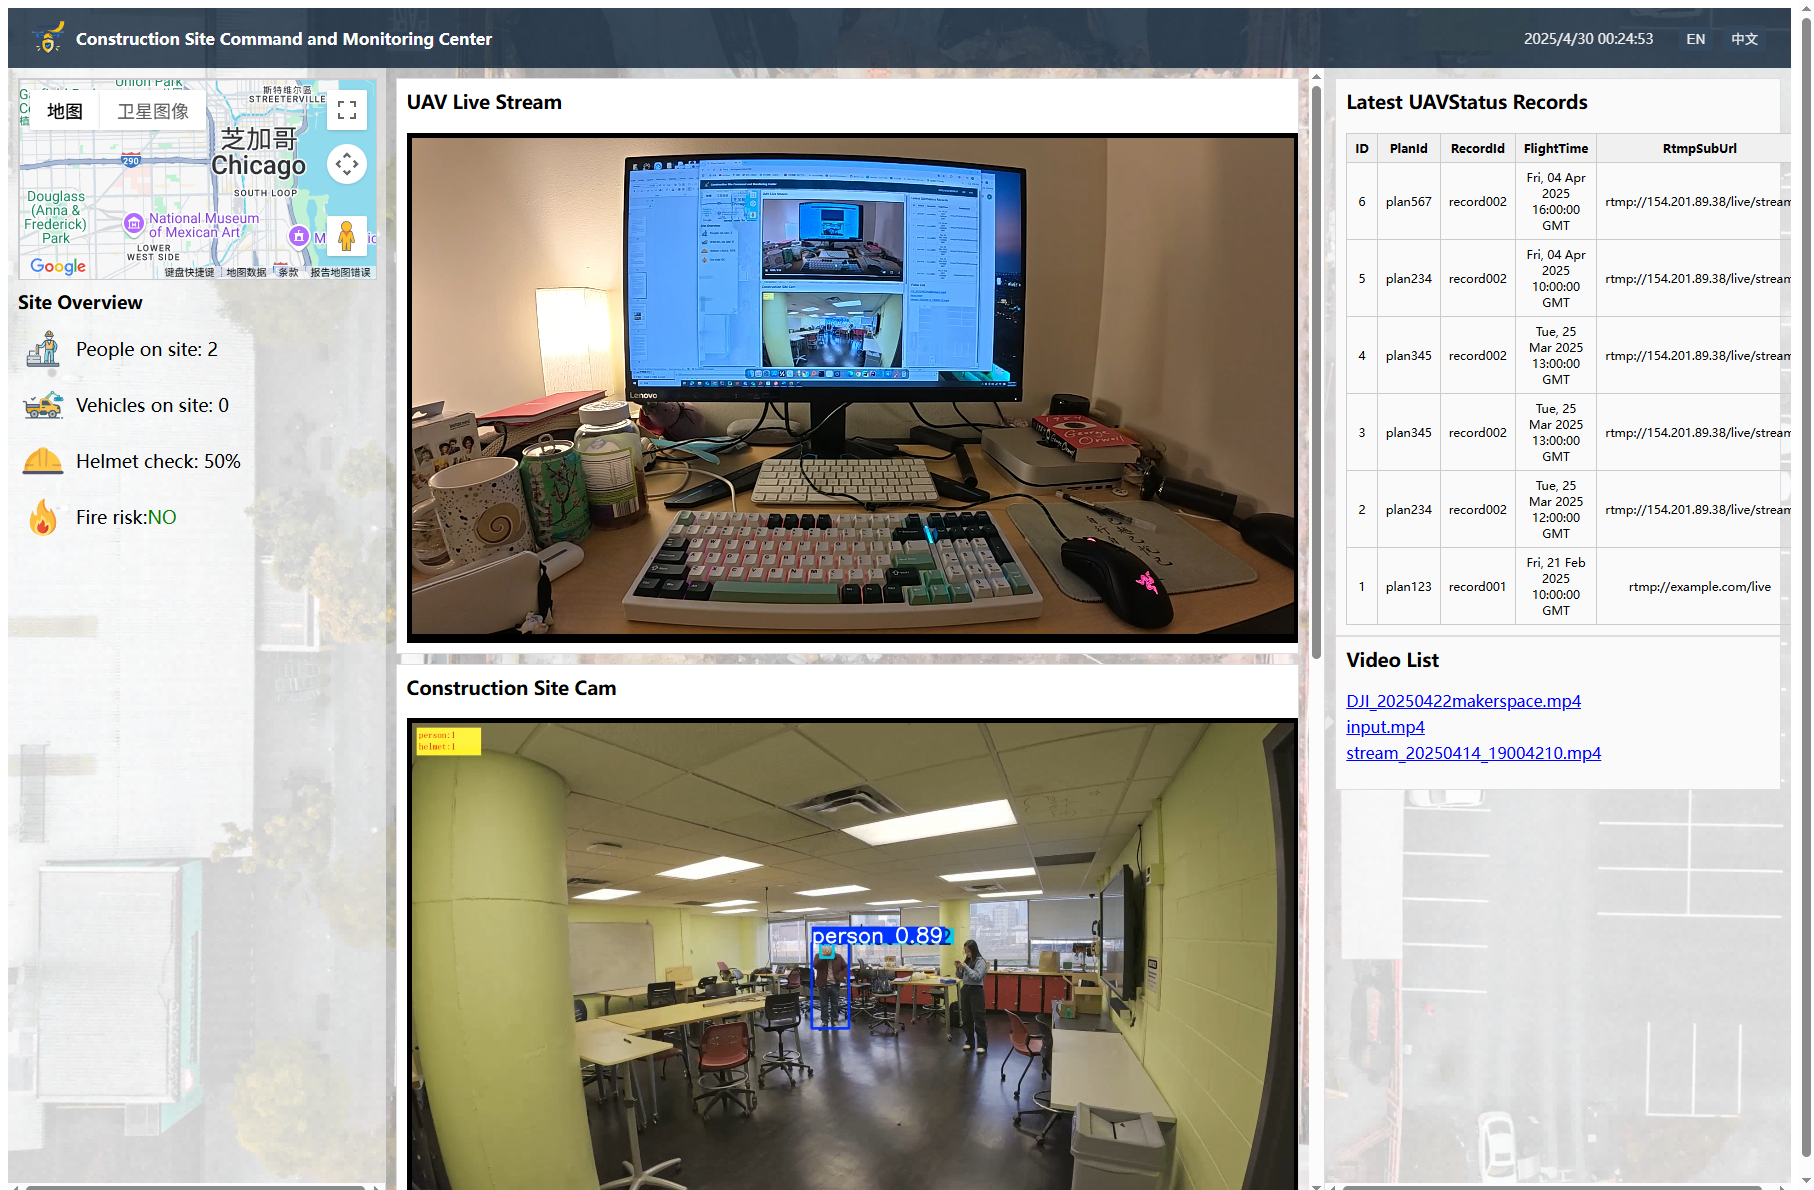 Construction Site Command and Monitoring Center
2025/4/30 00:24:53
EN
中文
Union Park
地图
卫星图像
斯特维尔區
STREETERVILLE
芝加哥
Chicago
290
SOUTH LOOP
Douglass
(Anna &
Frederick)
Park
National Museum
of Mexican Art
LOWER
WEST SIDE
Google
键盘快捷键
地图数据
条款
报告地图错误
Site Overview
People on site: 2
Vehicles on site: 0
Helmet check: 50%
Fire risk:NO
UAV Live Stream
Lenovo
1984
George
Orwell
Construction Site Cam
person:1
helmet:1
person 0.89
Latest UAVStatus Records
ID PlanId RecordId FlightTime RtmpSubUrl
6 plan567 record002 Fri, 04 Apr 2025 16:00:00 GMT rtmp://154.201.89.38/live/stream
5 plan234 record002 Fri, 04 Apr 2025 10:00:00 GMT rtmp://154.201.89.38/live/stream
4 plan345 record002 Tue, 25 Mar 2025 13:00:00 GMT rtmp://154.201.89.38/live/stream
3 plan345 record002 Tue, 25 Mar 2025 13:00:00 GMT rtmp://154.201.89.38/live/stream
2 plan234 record002 Tue, 25 Mar 2025 12:00:00 GMT rtmp://154.201.89.38/live/stream
1 plan123 record001 Fri, 21 Feb 2025 10:00:00 GMT rtmp://example.com/live
Video List
DJI_20250422makerspace.mp4
input.mp4
stream_20250414_19004210.mp4